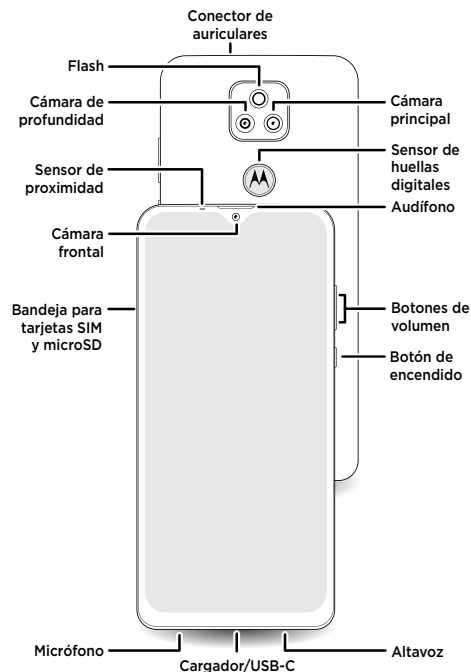 Conector de
auriculares
Flash
Cámara de
profundidad
Cámara
principal
Sensor de
huellas
digitales
Sensor de
proximidad
Audífono
Cámara
frontal
Bandeja para
tarjetas SIM
y microSD
Botones de
volumen
Botón de
encendido
Micrófono
Cargador/USB-C
Altavoz